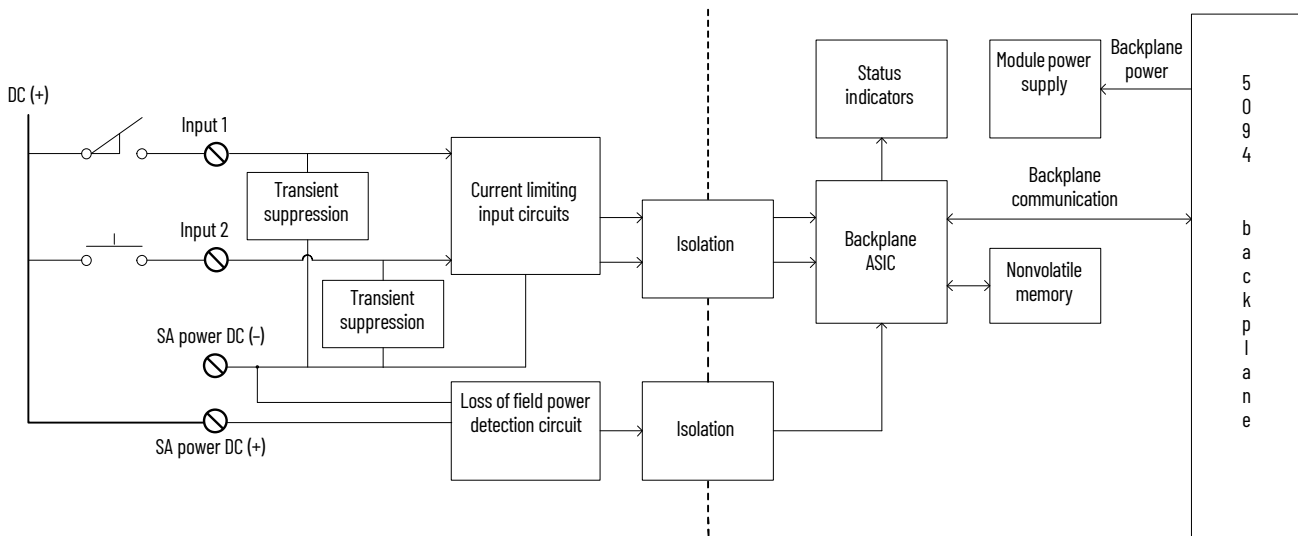 DC (+)
Input 1
Transient
suppression
Input 2
Transient
suppression
SA power DC (–)
SA power DC (+)
Current limiting
input circuits
Loss of field power
detection circuit
Isolation
Isolation
Status
indicators
Backplane
ASIC
Module power
supply
Backplane
power
Backplane
communication
Nonvolatile
memory
5
0
9
4
b
a
c
k
p
l
a
n
e